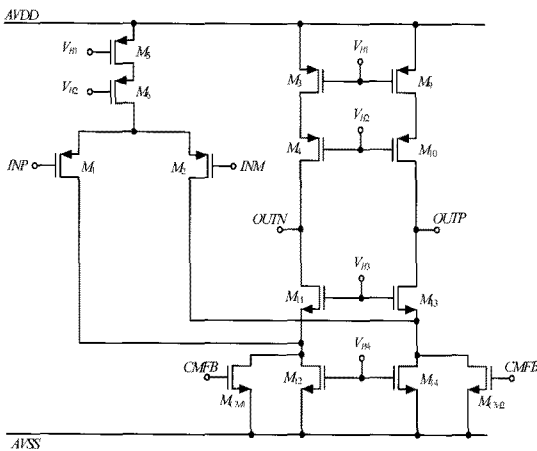 AVDD
V_B1
M_5
V_B1
M_3
M_9
V_B2
M_6
V_B2
M_4
M_10
INP
M_1
M_2
INM
OUTN
OUTP
V_B3
M_11
M_13
CMFB
V_B4
CMFB
M_12
M_14
M_CM1
M_CM2
AVSS